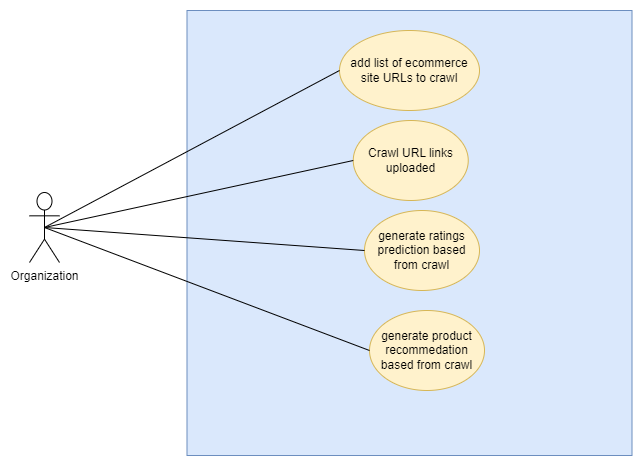 add list of ecommerce
site URLs to crawl
Crawl URL links
uploaded
generate ratings
prediction based
from crawl
Organization
generate product
recommedation
based from crawl